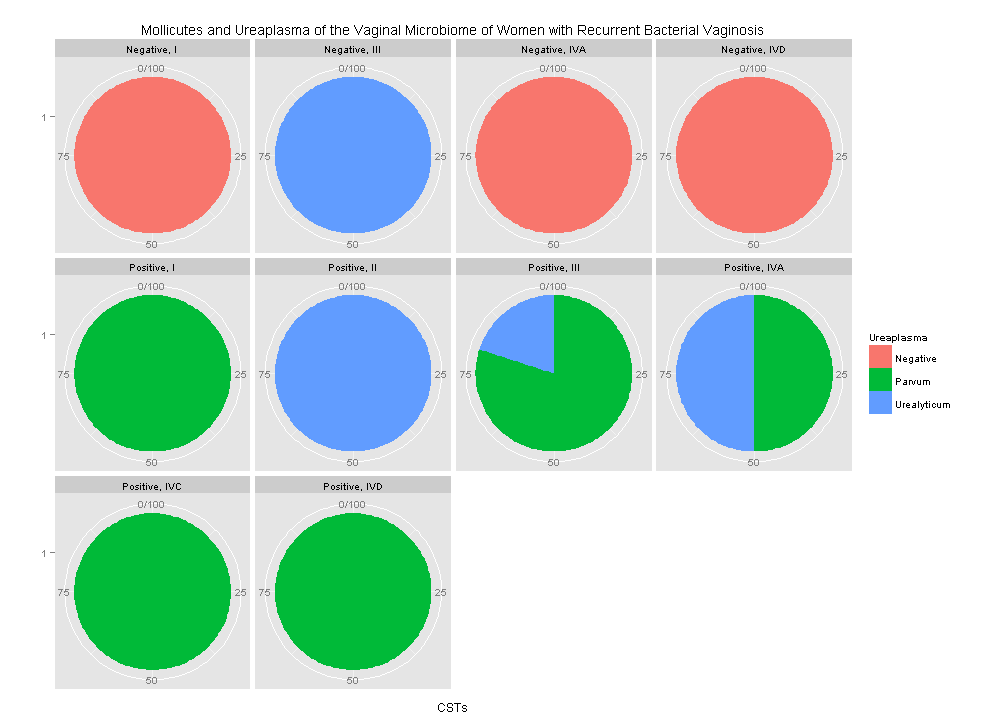 Mollicutes and Ureaplasma of the Vaginal Microbiome of Women with Recurrent Bacterial Vaginosis
Negative, I Negative, III Negative, IVA Negative, IVD
0/100 0/100 0/100 0/100
1
75 25 75 25 75 25 75 25
50 50 50 50
Positive, I Positive, II Positive, III Positive, IVA
0/100 0/100 0/100 0/100
1
75 25 75 25 75 25 75 25
50 50 50 50
Ureaplasma
Negative
Parvum
Urealyticum
Positive, IVC Positive, IVD
0/100 0/100
1
75 25 75 25
50 50
CSTs